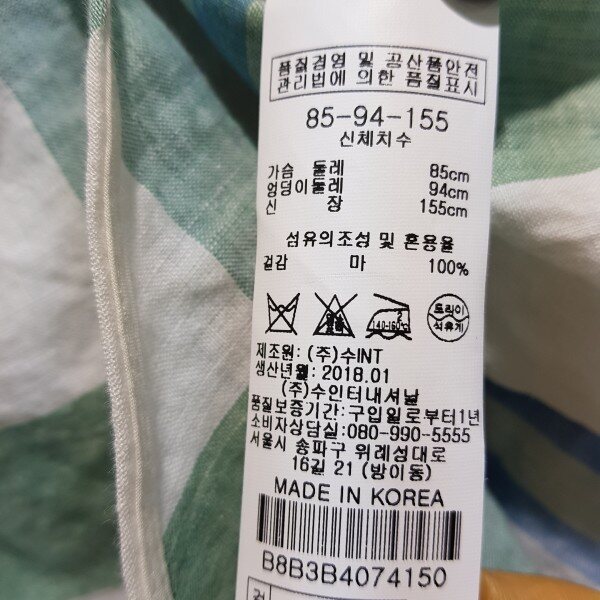 품질경영 및 공산품안전
관리법에 의한 품질표시
85-94-155
신체치수
가슴 둘레 85cm
엉덩이둘레 94cm
신 장 155cm
섬유의조성 및 혼용율
겉감 마 100%
140-160℃
드라이
석유계
제조원: (주)수INT
생산년월: 2018.01
(주)수인터내셔널
품질보증기간: 구입일로부터1년
소비자상담실: 080-990-5555
서울시 송파구 위례성대로
16길 21 (방이동)
MADE IN KOREA
B8B3B4074150